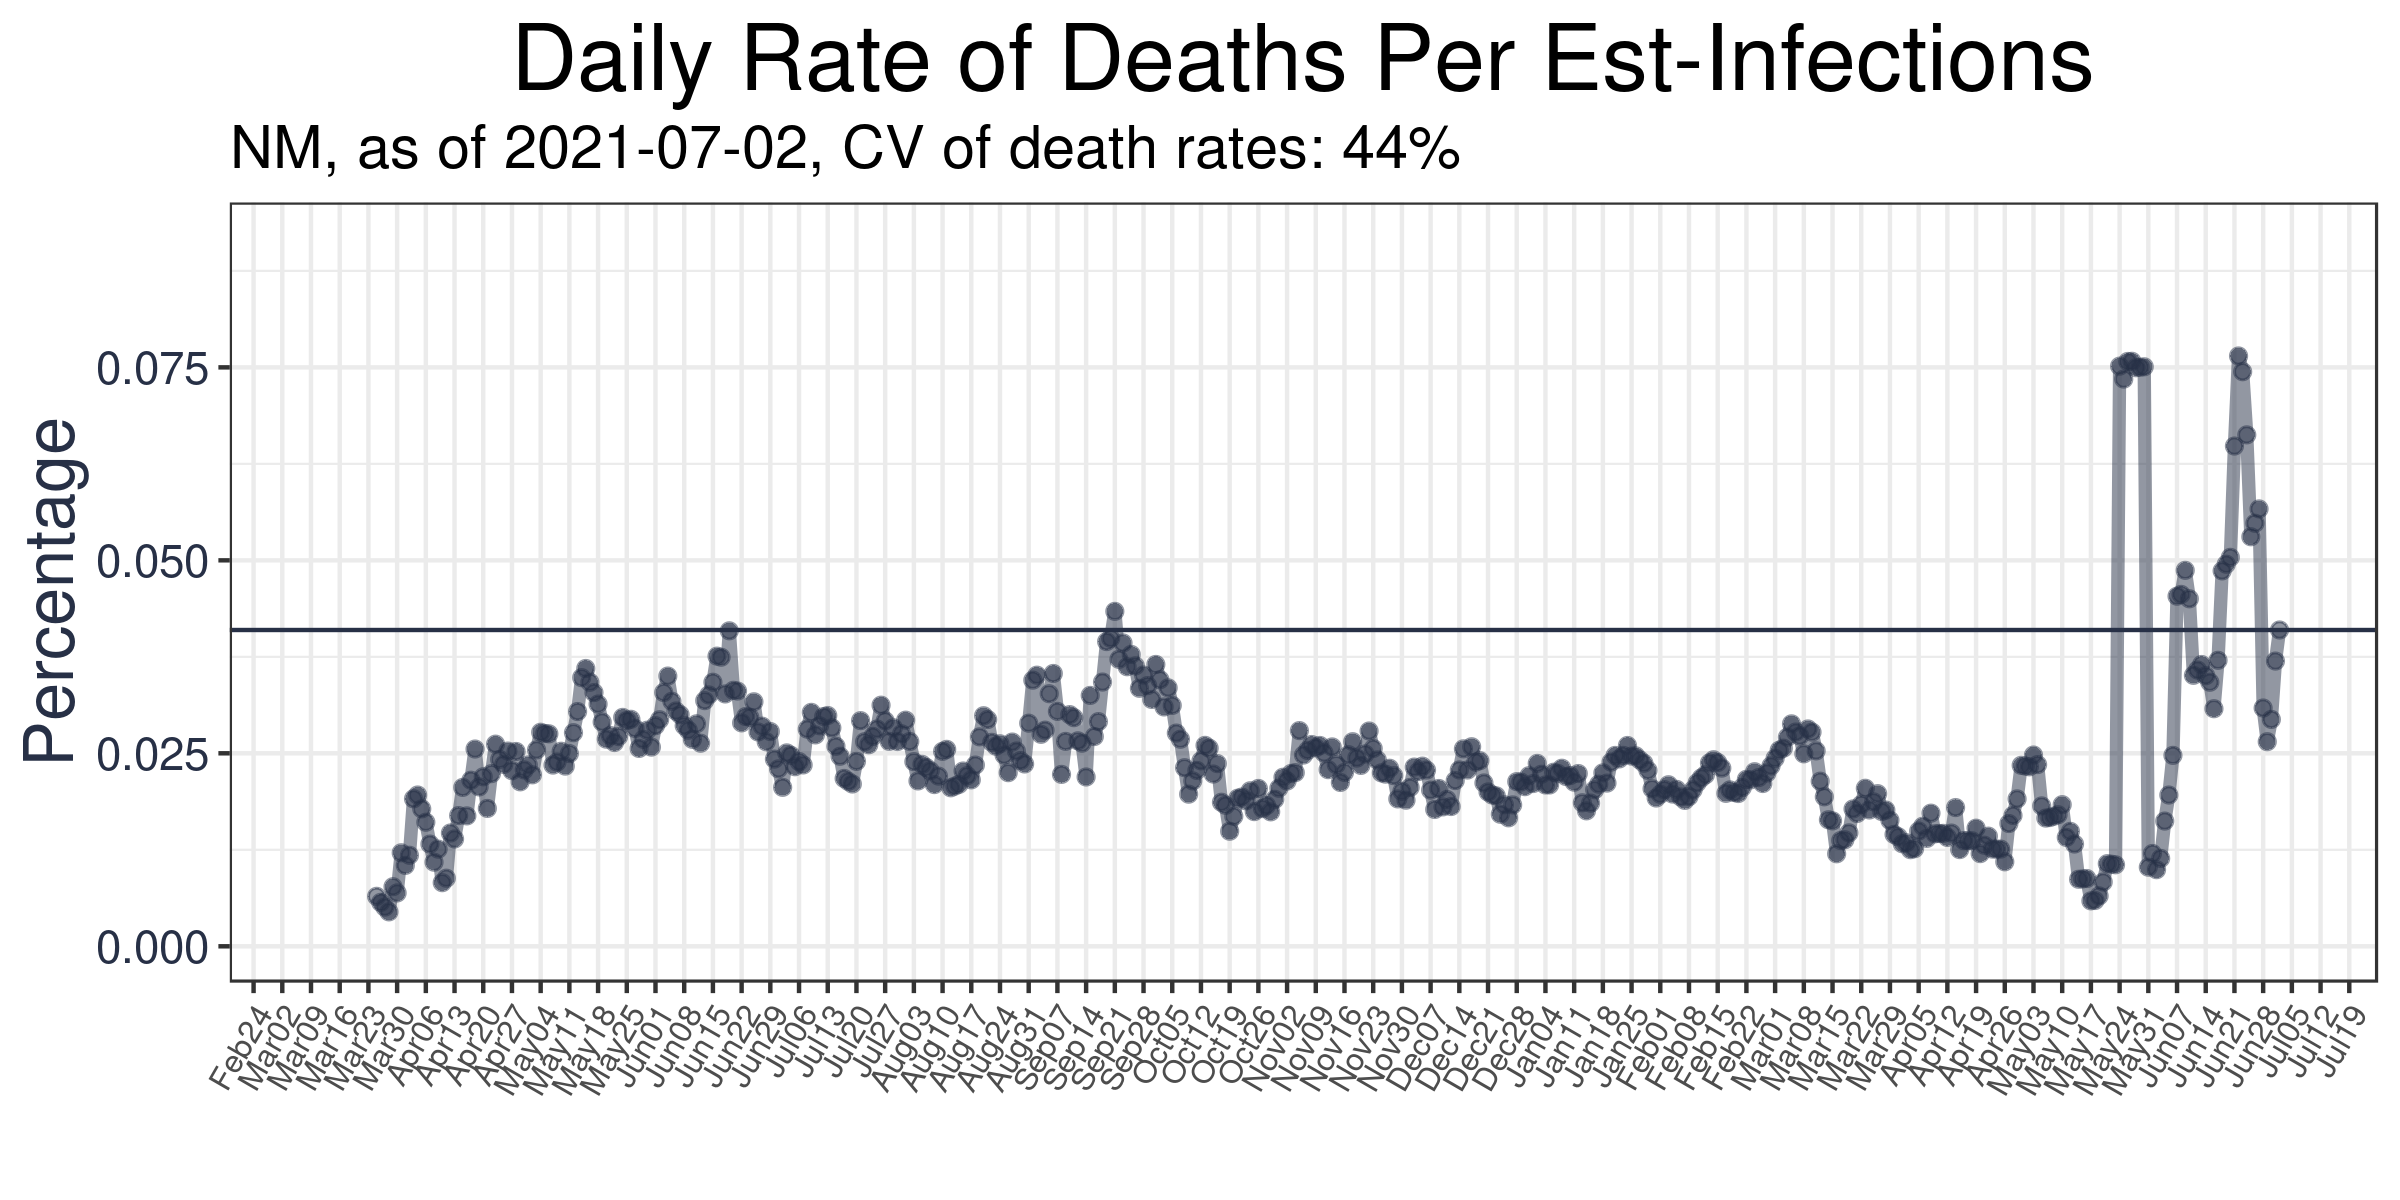 Daily Rate of Deaths Per Est-Infections
NM, as of 2021-07-02, CV of death rates: 44%
Percentage
0.075
0.050
0.025
0.000
Feb24
Mar02
Mar09
Mar16
Mar23
Mar30
Apr06
Apr13
Apr20
Apr27
May04
May11
May18
May25
Jun01
Jun08
Jun15
Jun22
Jun29
Jul06
Jul13
Jul20
Jul27
Aug03
Aug10
Aug17
Aug24
Aug31
Sep07
Sep14
Sep21
Sep28
Oct05
Oct12
Oct19
Oct26
Nov02
Nov09
Nov16
Nov23
Nov30
Dec07
Dec14
Dec21
Dec28
Jan04
Jan11
Jan18
Jan25
Feb01
Feb08
Feb15
Feb22
Mar01
Mar08
Mar15
Mar22
Mar29
Apr05
Apr12
Apr19
Apr26
May03
May10
May17
May24
May31
Jun07
Jun14
Jun21
Jun28
Jul05
Jul12
Jul19